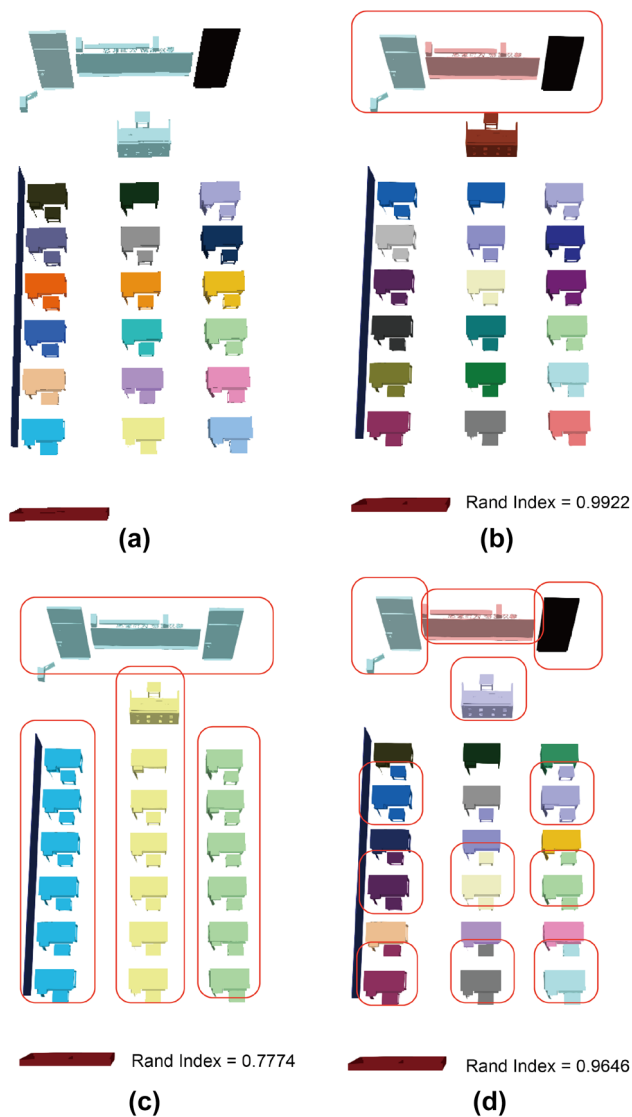 Rand Index = 0.9922
(a)
(b)
Rand Index = 0.7774
Rand Index = 0.9646
(c)
(d)